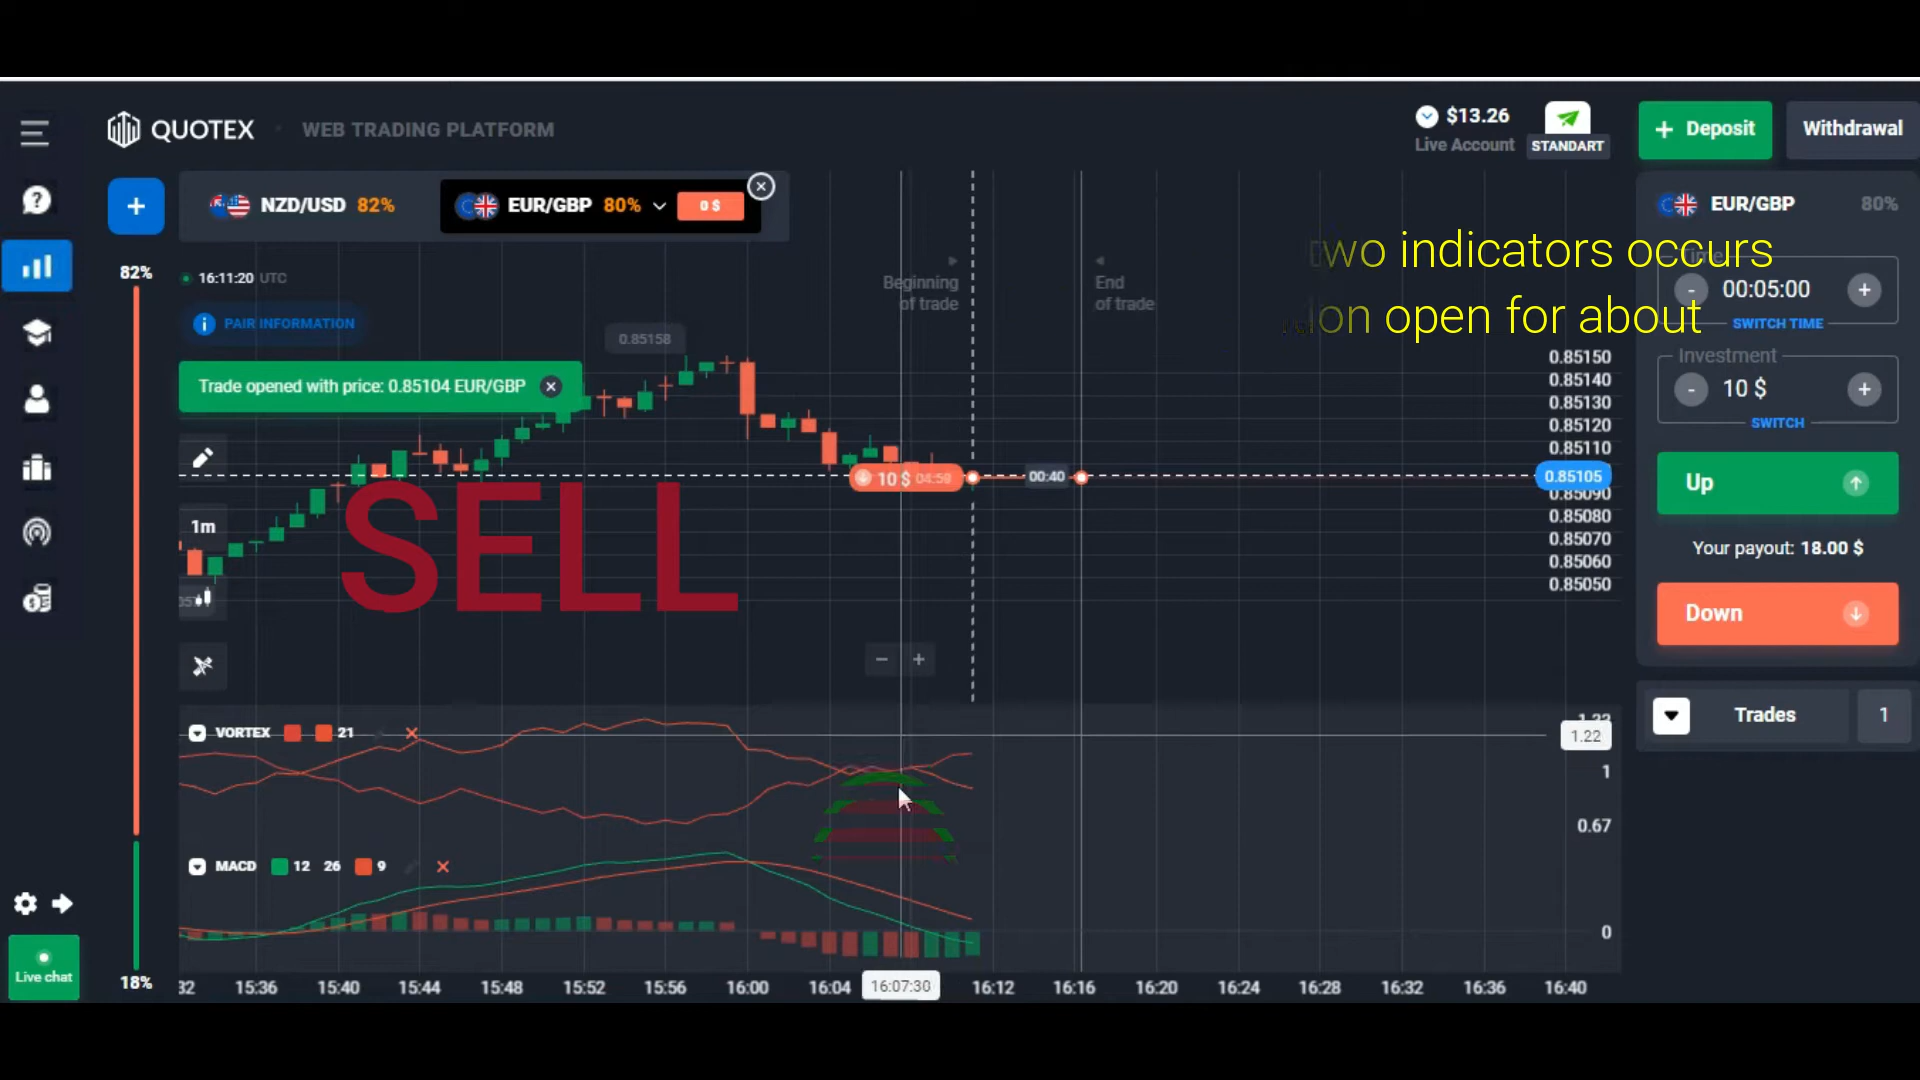 QUOTEX
WEB TRADING PLATFORM
$13.26
Live Account
STANDART
+ Deposit
Withdrawal
NZD/USD 82%
EUR/GBP 80%
0 $
EUR/GBP
80%
two indicators occurs
open for about
82%
16:11:20 UTC
Beginning
of trade
End
of trade
Time
- 00:05:00 +
SWITCH TIME
PAIR INFORMATION
0.85158
Trade opened with price: 0.85104 EUR/GBP
Investment
- 10 $ +
SWITCH
0.85150
0.85140
0.85130
0.85120
0.85110
10 $ 04:58
00:40
0.85105
0.85090
0.85080
0.85070
0.85060
0.85050
1m
SELL
Up
Your payout: 18.00 $
Down
Trades
1
VORTEX 21
1.22
1
0.67
MACD 12 26 9
0
Live chat
18%
15:36
15:40
15:44
15:48
15:52
15:56
16:00
16:04
16:07:30
16:12
16:16
16:20
16:24
16:28
16:32
16:36
16:40